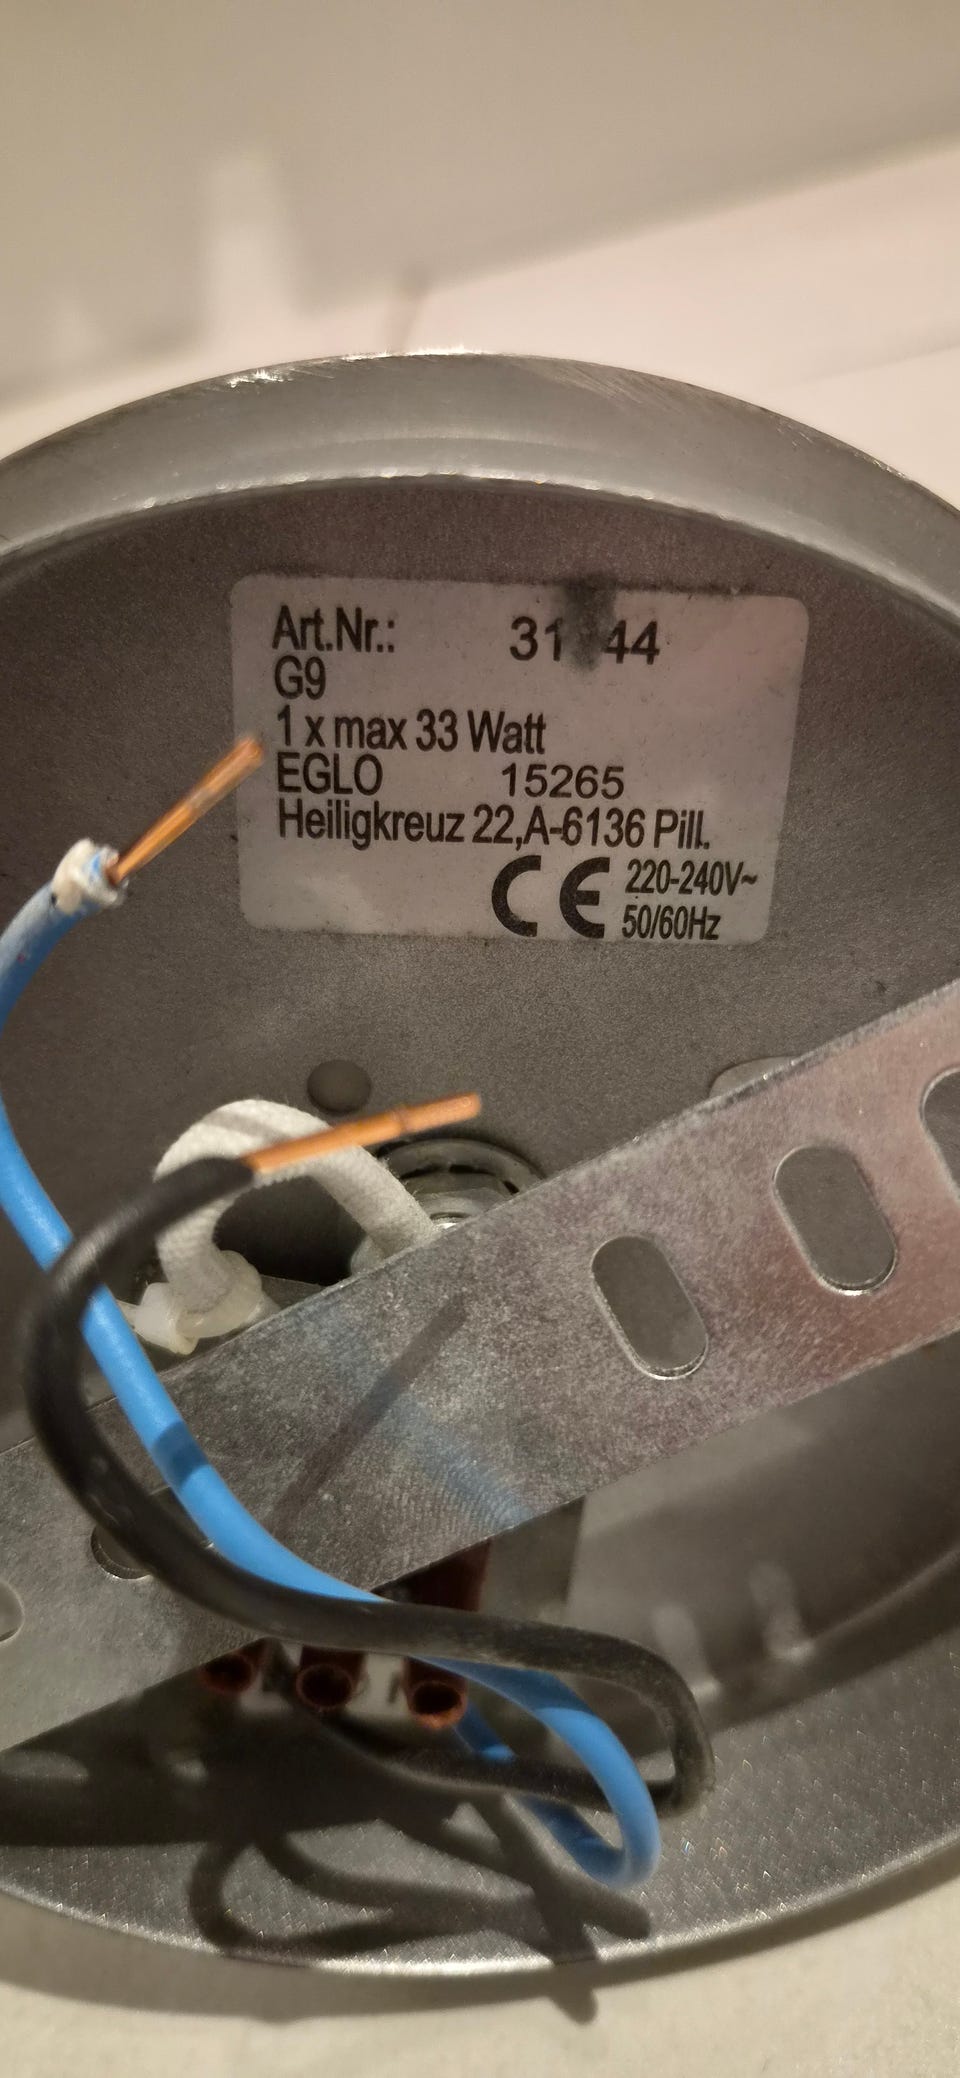 Art.Nr.:
G9
1 x max 33 Watt
EGLO 15265
Heiligkreuz 22,A-6136 Pill.
CE 220-240V~
50/60Hz